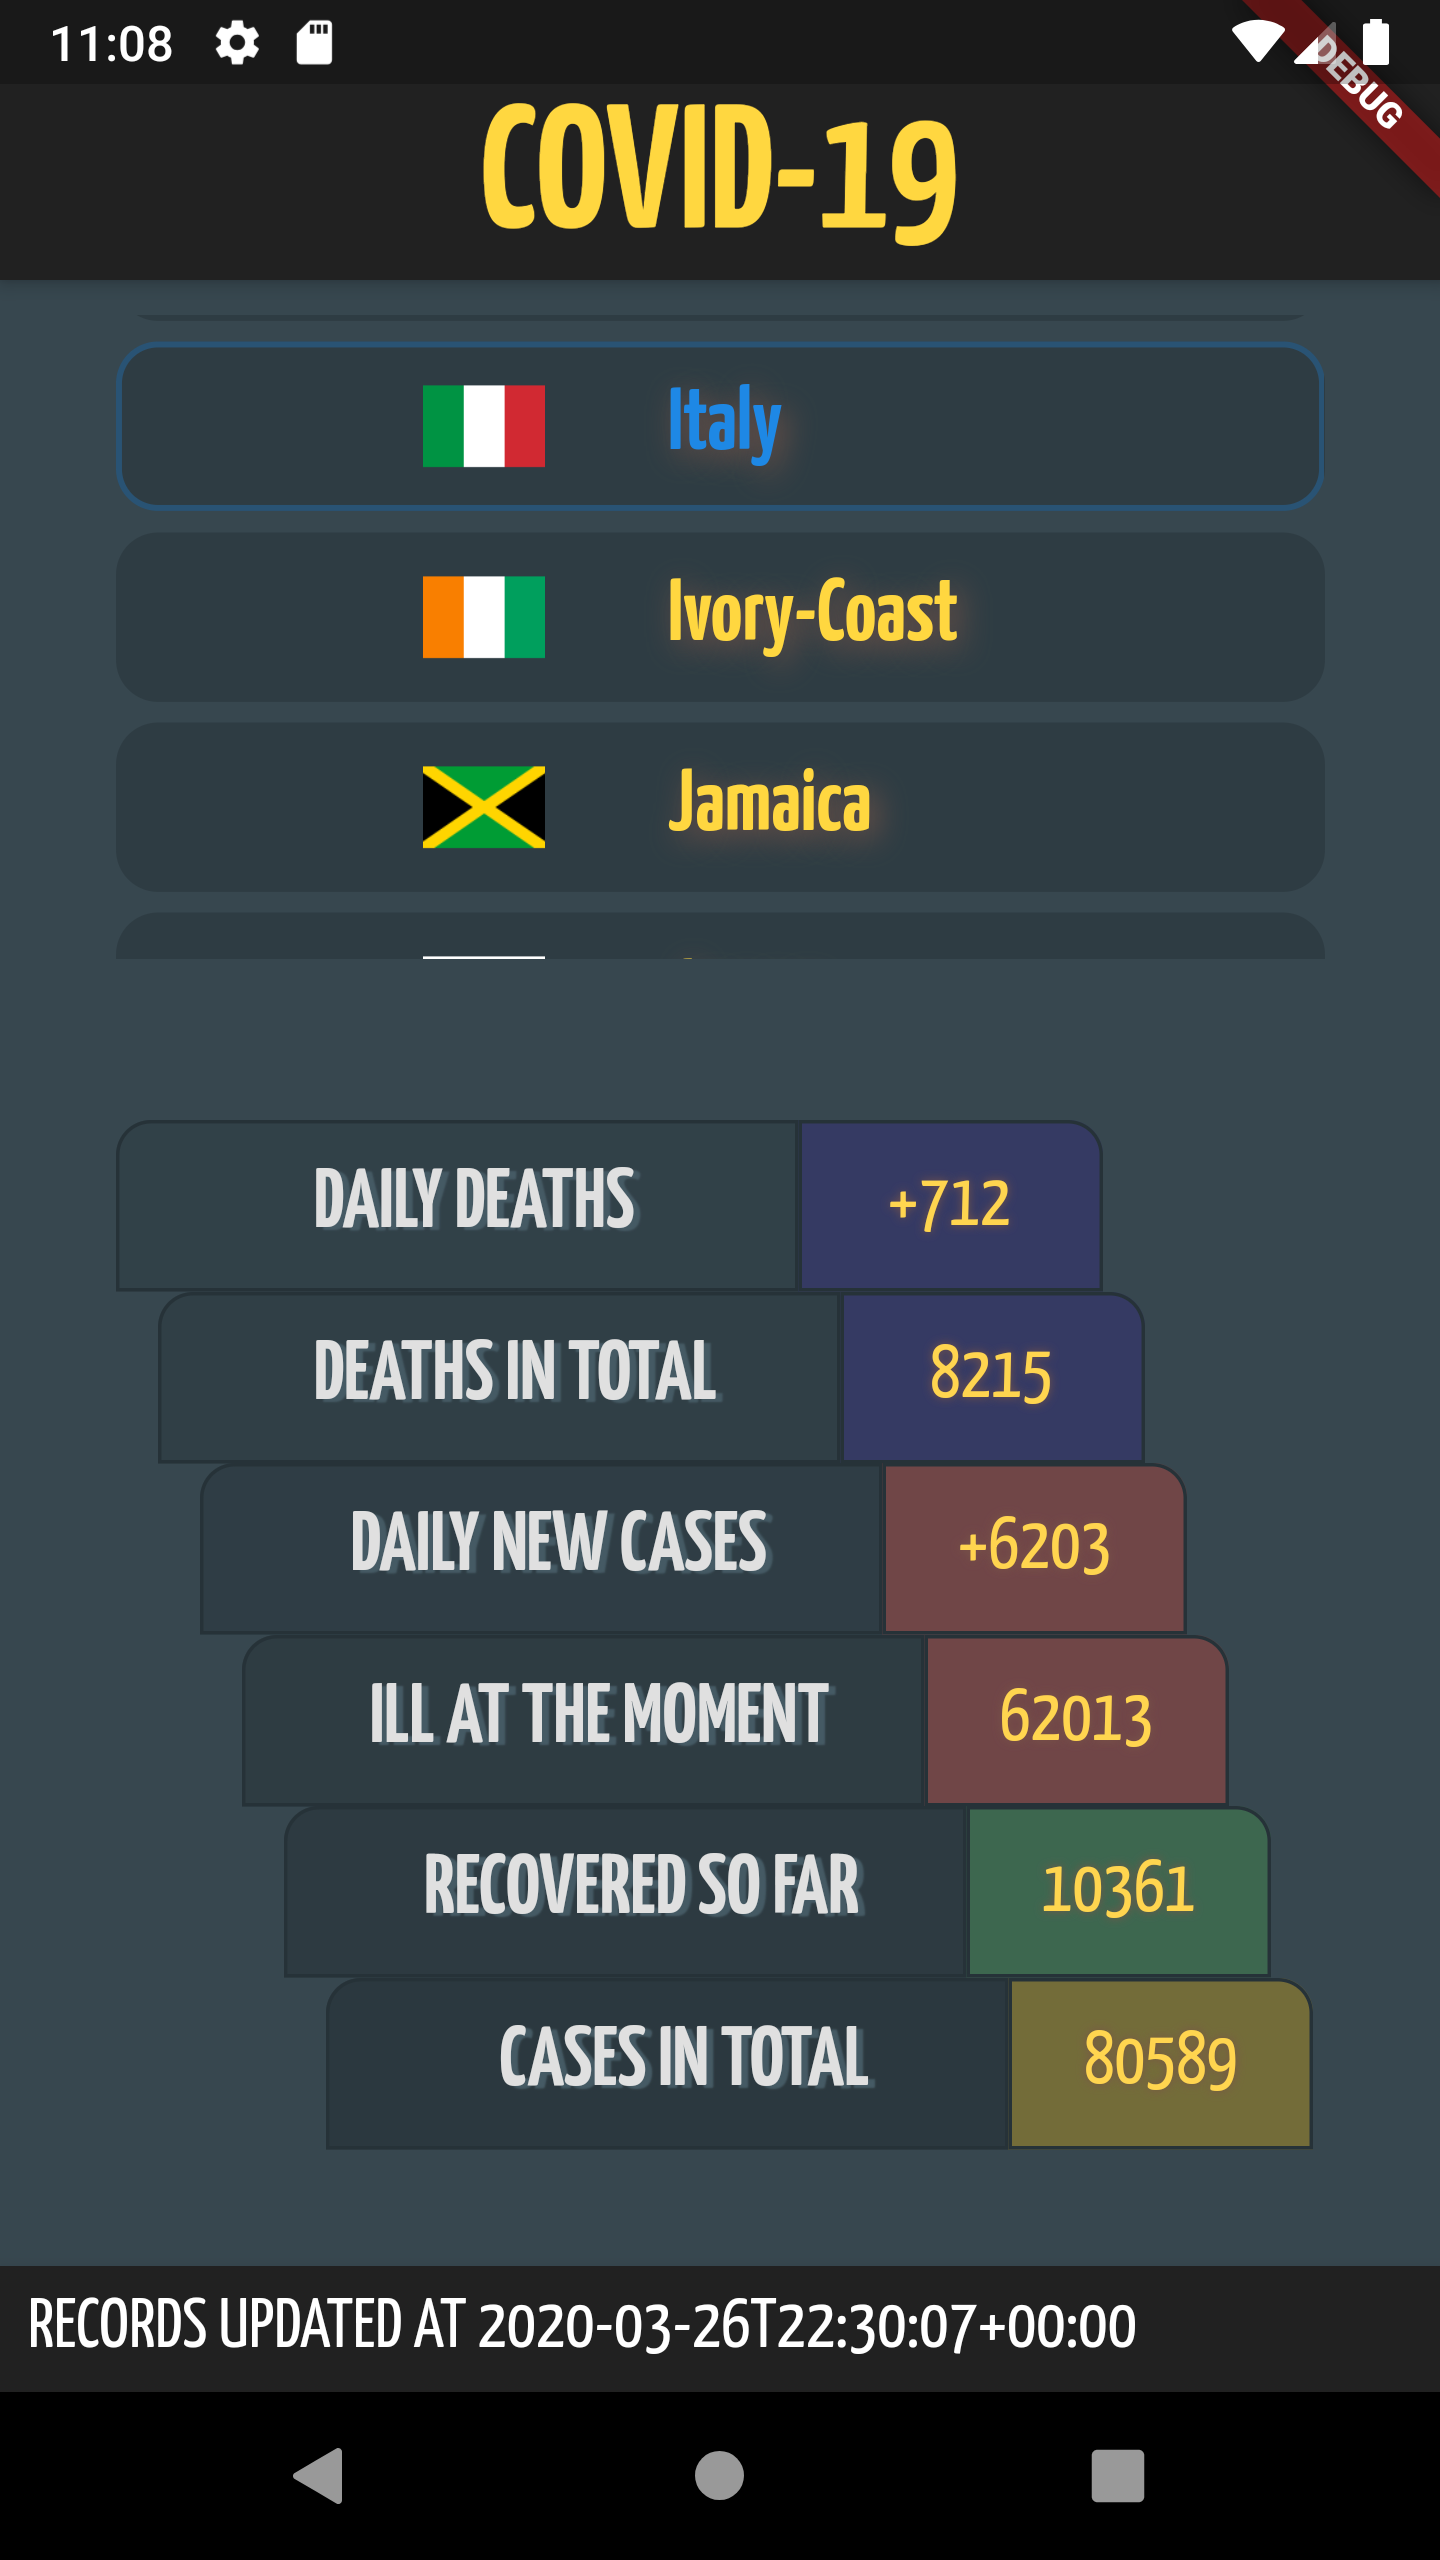 11:08
DEBUG
COVID-19
Italy
Ivory-Coast
Jamaica
DAILY DEATHS +712
DEATHS IN TOTAL 8215
DAILY NEW CASES +6203
ILL AT THE MOMENT 62013
RECOVERED SO FAR 10361
CASES IN TOTAL 80589
RECORDS UPDATED AT 2020-03-26T22:30:07+00:00